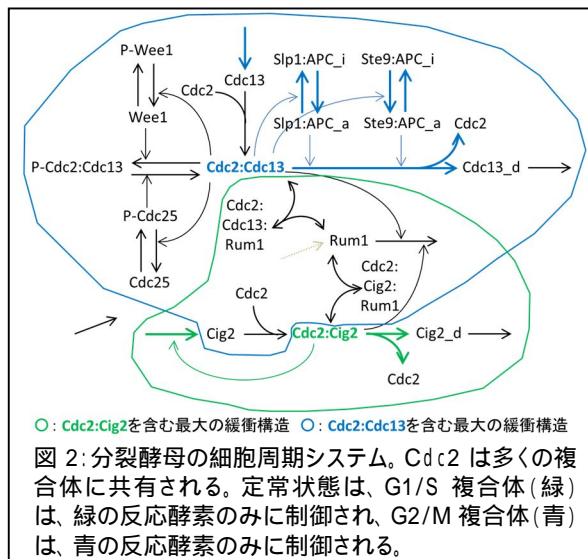 P-Wee1
Wee1
Cdc2
Cdc13
Slp1:APC_i
Slp1:APC_a
Ste9:APC_i
Ste9:APC_a
Cdc2
P-Cdc2:Cdc13
Cdc2:Cdc13
Cdc13_d
P-Cdc25
Cdc25
Cdc2:
Cdc13:
Rum1
Rum1
Cdc2:
Cig2:
Rum1
Cdc2
Cig2
Cdc2:Cig2
Cig2_d
Cdc2
○: Cdc2:Cig2を含む最大の緩衝構造 ○: Cdc2:Cdc13を含む最大の緩衝構造
図 2:分裂酵母の細胞周期システム。Cdc2 は多くの複
合体に共有される。定常状態は、G1/S 複合体(緑)
は、緑の反応酵素のみに制御され、G2/M 複合体(青)
は、青の反応酵素のみに制御される。